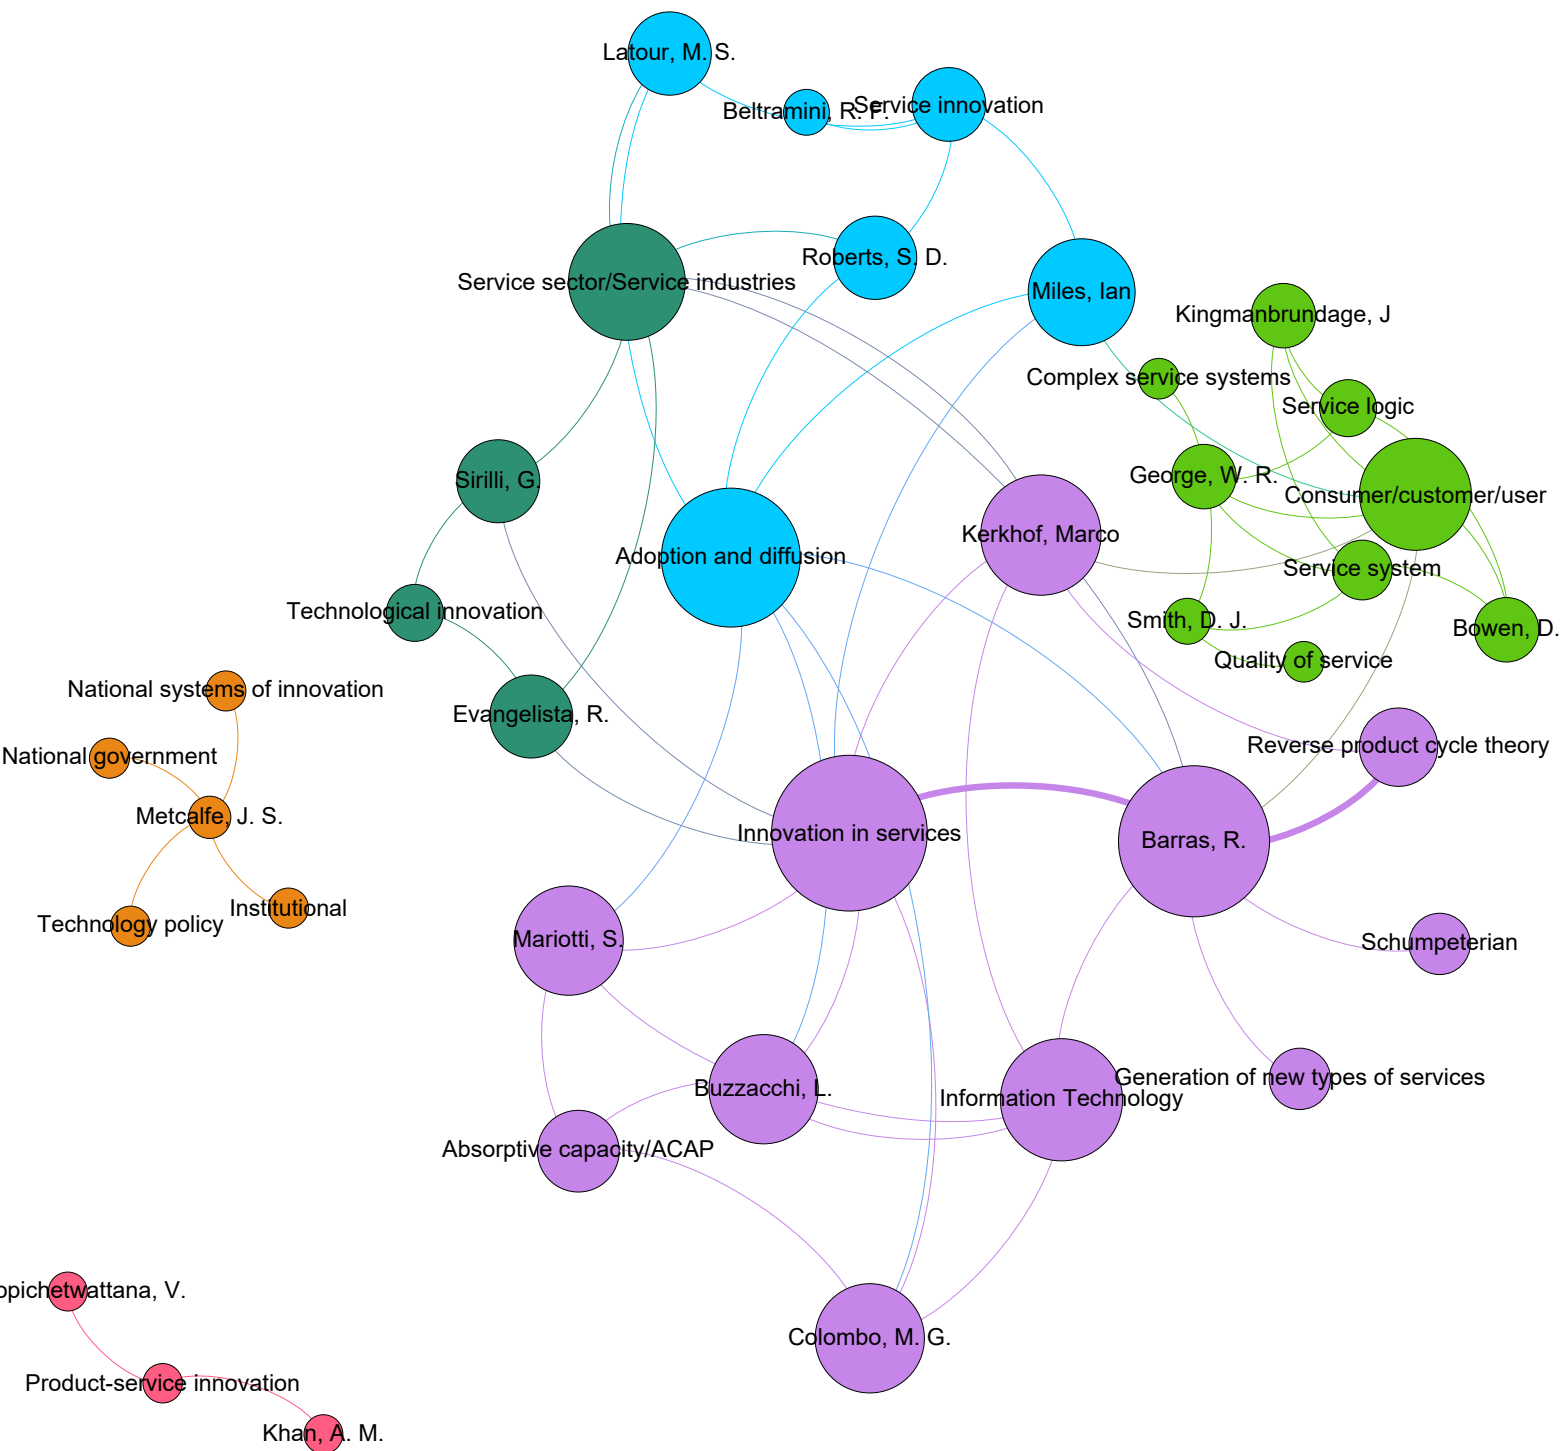 Latour, M. S.
Beltramini, R. F.
Service innovation
Roberts, S. D.
Service sector/Service industries
Miles, Ian
Kingmanbrundage, J
Complex service systems
Service logic
George, W. R.
Sirilli, G.
Consumer/customer/user
Kerkhof, Marco
Adoption and diffusion
Service system
Technological innovation
Smith, D. J.
Bowen, D.
Quality of service
National systems of innovation
Evangelista, R.
Reverse product cycle theory
National government
Metcalfe, J. S.
Innovation in services
Barras, R.
Institutional
Technology policy
Mariotti, S.
Schumpeterian
Generation of new types of services
Buzzacchi, L.
Information Technology
Absorptive capacity/ACAP
opichetwattana, V.
Colombo, M. G.
Product-service innovation
Khan, A. M.